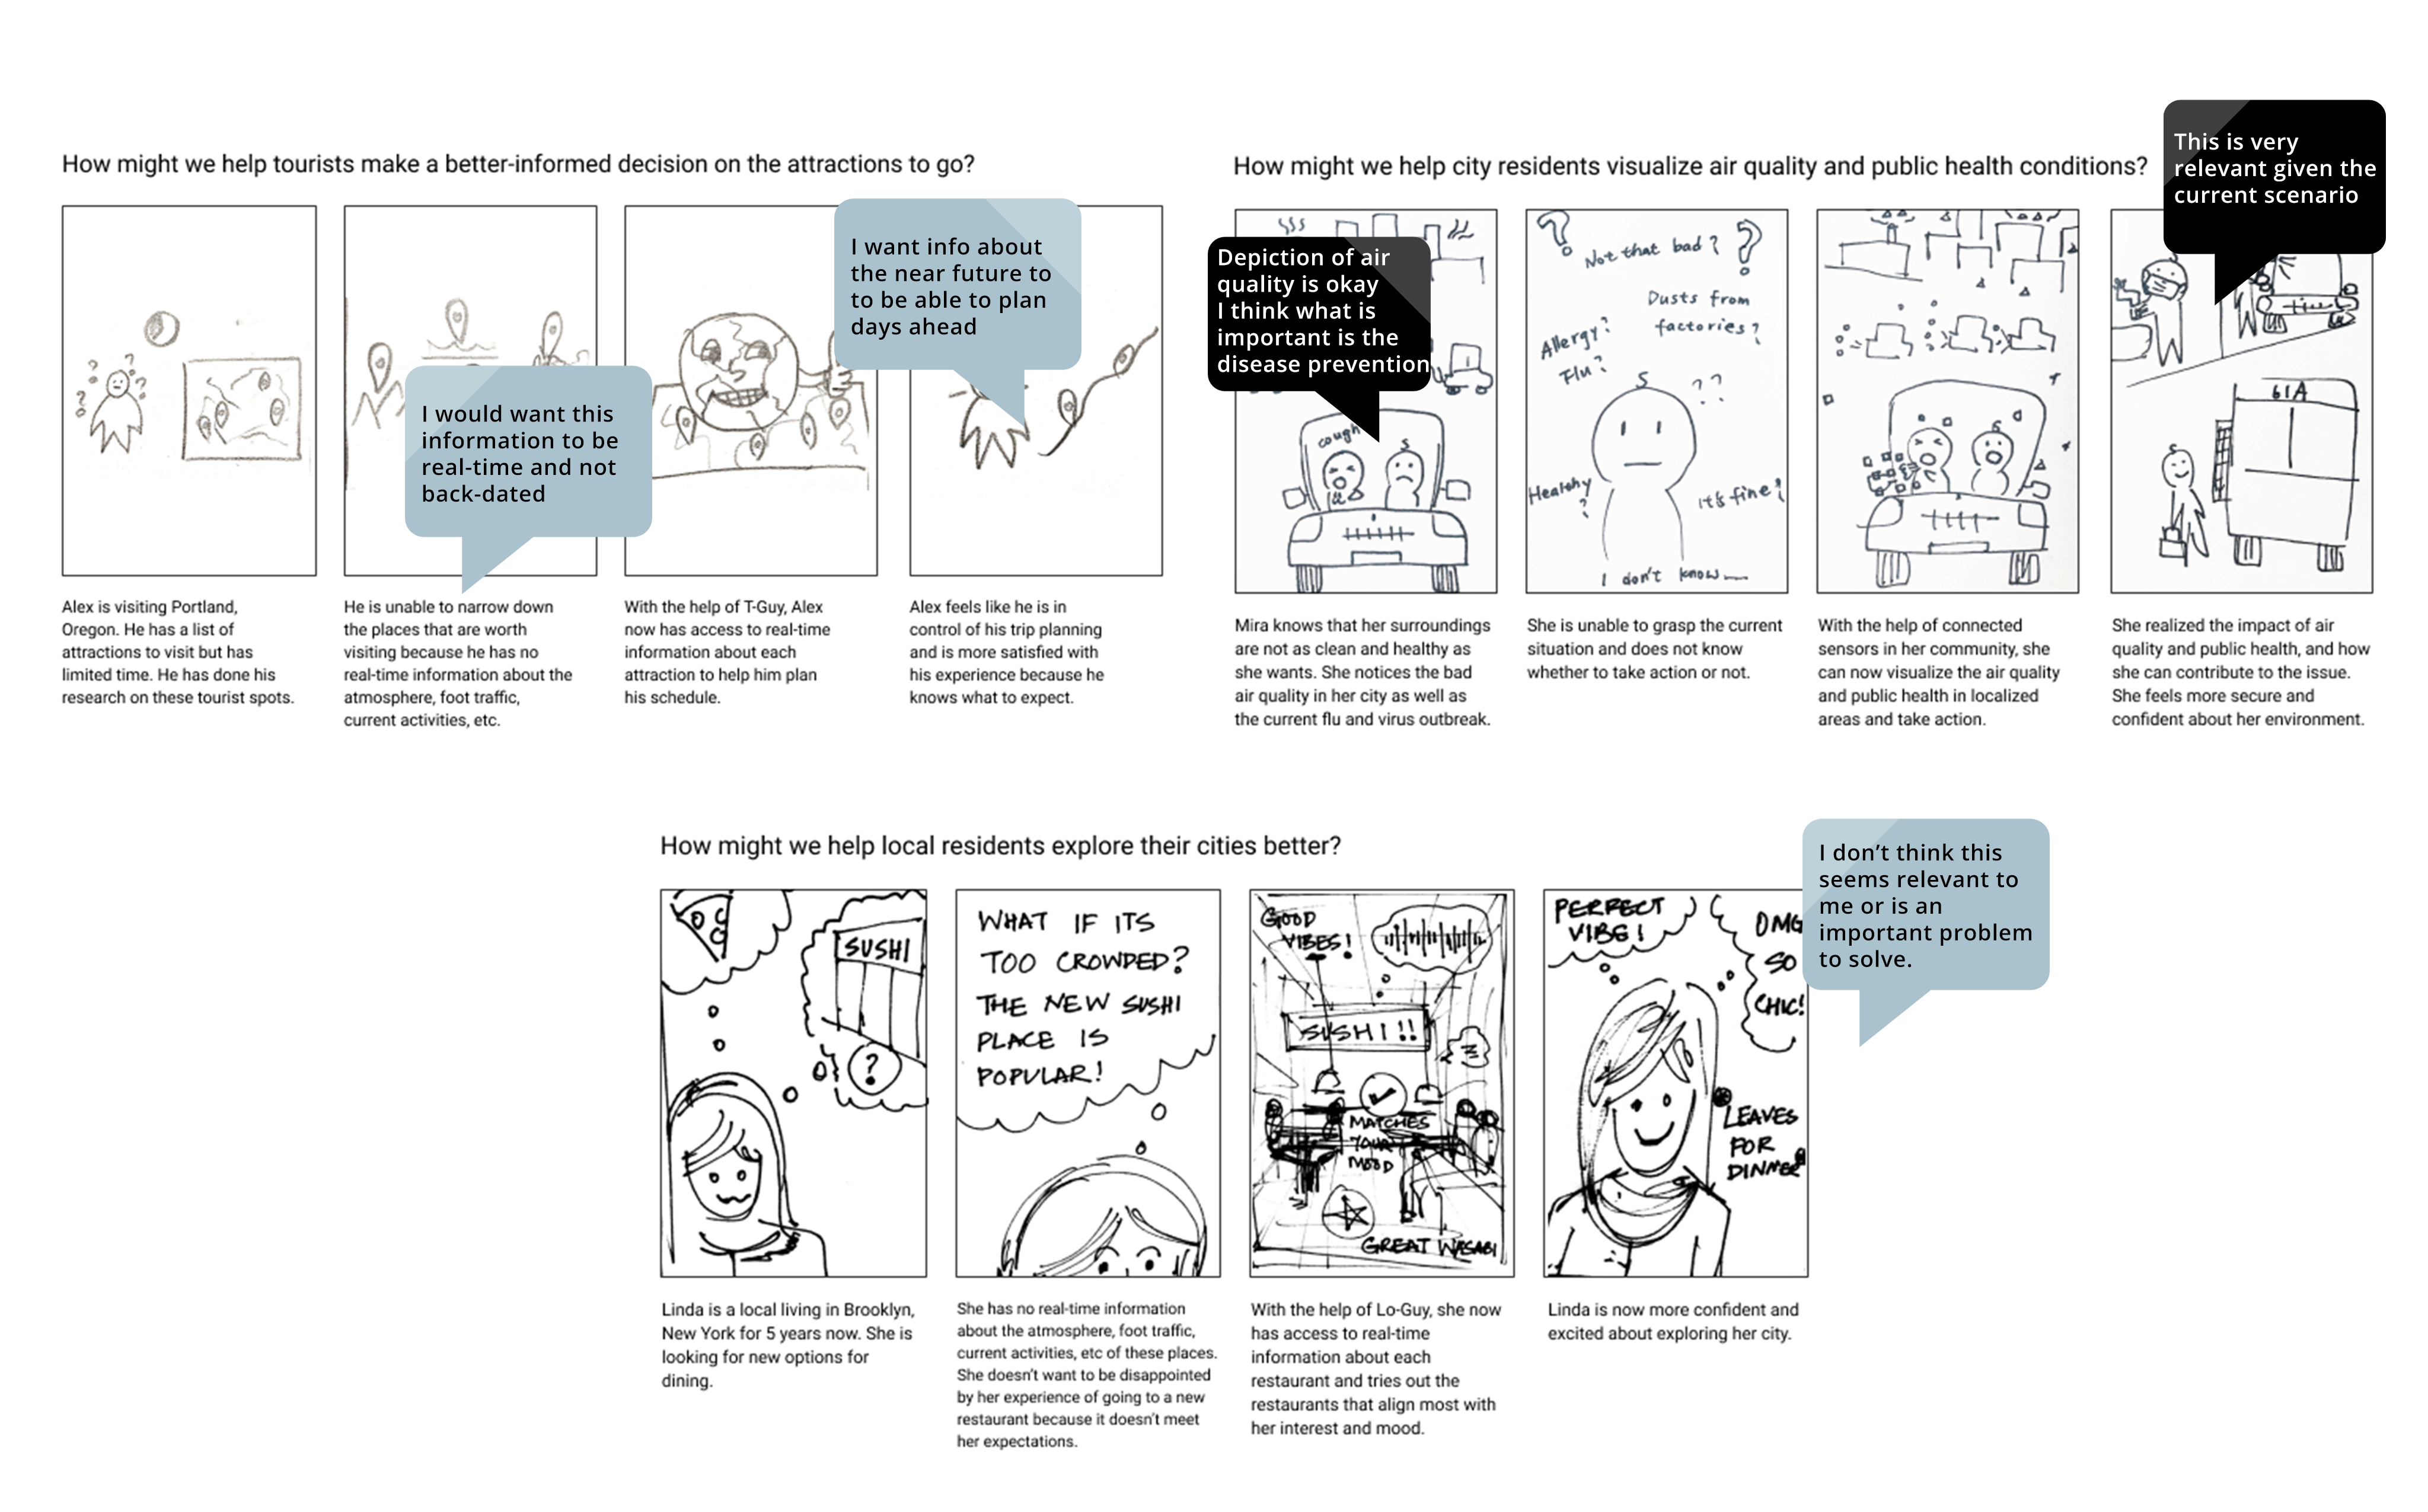 How might we help tourists make a better-informed decision on the attractions to go?
I want info about
the near future to
to be able to plan
days ahead
I would want this
information to be
real-time and not
back-dated
Alex is visiting Portland,
Oregon. He has a list of
attractions to visit but has
limited time. He has done his
research on these tourist spots.
He is unable to narrow down
the places that are worth
visiting because he has no
real-time information about the
atmosphere, foot traffic,
current activities, etc.
With the help of T-Guy, Alex
now has access to real-time
information about each
attraction to help him plan
his schedule.
Alex feels like he is in
control of his trip planning
and is more satisfied with
his experience because he
knows what to expect.
How might we help city residents visualize air quality and public health conditions?
This is very
relevant given the
current scenario
Depiction of air
quality is okay
I think what is
important is the
disease prevention
cough
?
Not that bad?
?
Dusts from
factories?
Allergy?
Flu?
??
Healthy
?
It's fine?
I don't know
61A
Mira knows that her surroundings
are not as clean and healthy as
she wants. She notices the bad
air quality in her city as well as
the current flu and virus outbreak.
She is unable to grasp the current
situation and does not know
whether to take action or not.
With the help of connected
sensors in her community, she
can now visualize the air quality
and public health in localized
areas and take action.
She realized the impact of air
quality and public health, and how
she can contribute to the issue.
She feels more secure and
confident about her environment.
How might we help local residents explore their cities better?
I don't think this
seems relevant to
me or is an
important problem
to solve.
SUSHI
?
WHAT IF ITS
TOO CROWDED?
THE NEW SUSHI
PLACE IS
POPULAR!
GOOD
VIBES!
SUSHI!!
MATCHES
YOUR
MOOD
GREAT WASABI
PERFECT
VIBE!
OMG
SO
CHIC!
LEAVES
FOR
DINNER
Linda is a local living in Brooklyn,
New York for 5 years now. She is
looking for new options for
dining.
She has no real-time information
about the atmosphere, foot traffic,
current activities, etc of these places.
She doesn't want to be disappointed
by her experience of going to a new
restaurant because it doesn't meet
her expectations.
With the help of Lo-Guy, she now
has access to real-time
information about each
restaurant and tries out the
restaurants that align most with
her interest and mood.
Linda is now more confident and
excited about exploring her city.